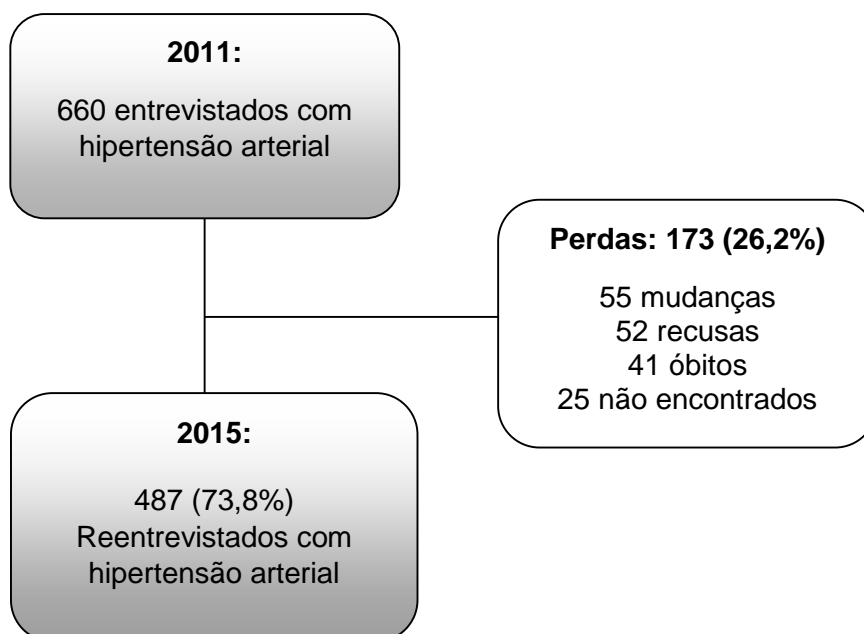 2011:
660 entrevistados com
hipertensão arterial
Perdas: 173 (26,2%)
55 mudanças
52 recusas
41 óbitos
25 não encontrados
2015:
487 (73,8%)
Reentrevistados com
hipertensão arterial